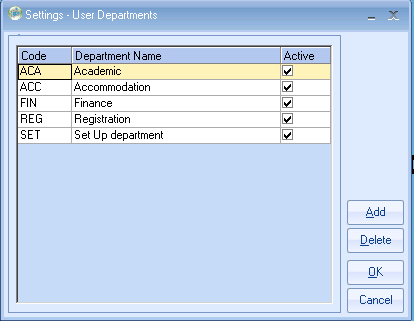 Settings - User Departments
Code Department Name Active
ACA Academic
ACC Accommodation
FIN Finance
REG Registration
SET Set Up department
Add
Delete
OK
Cancel